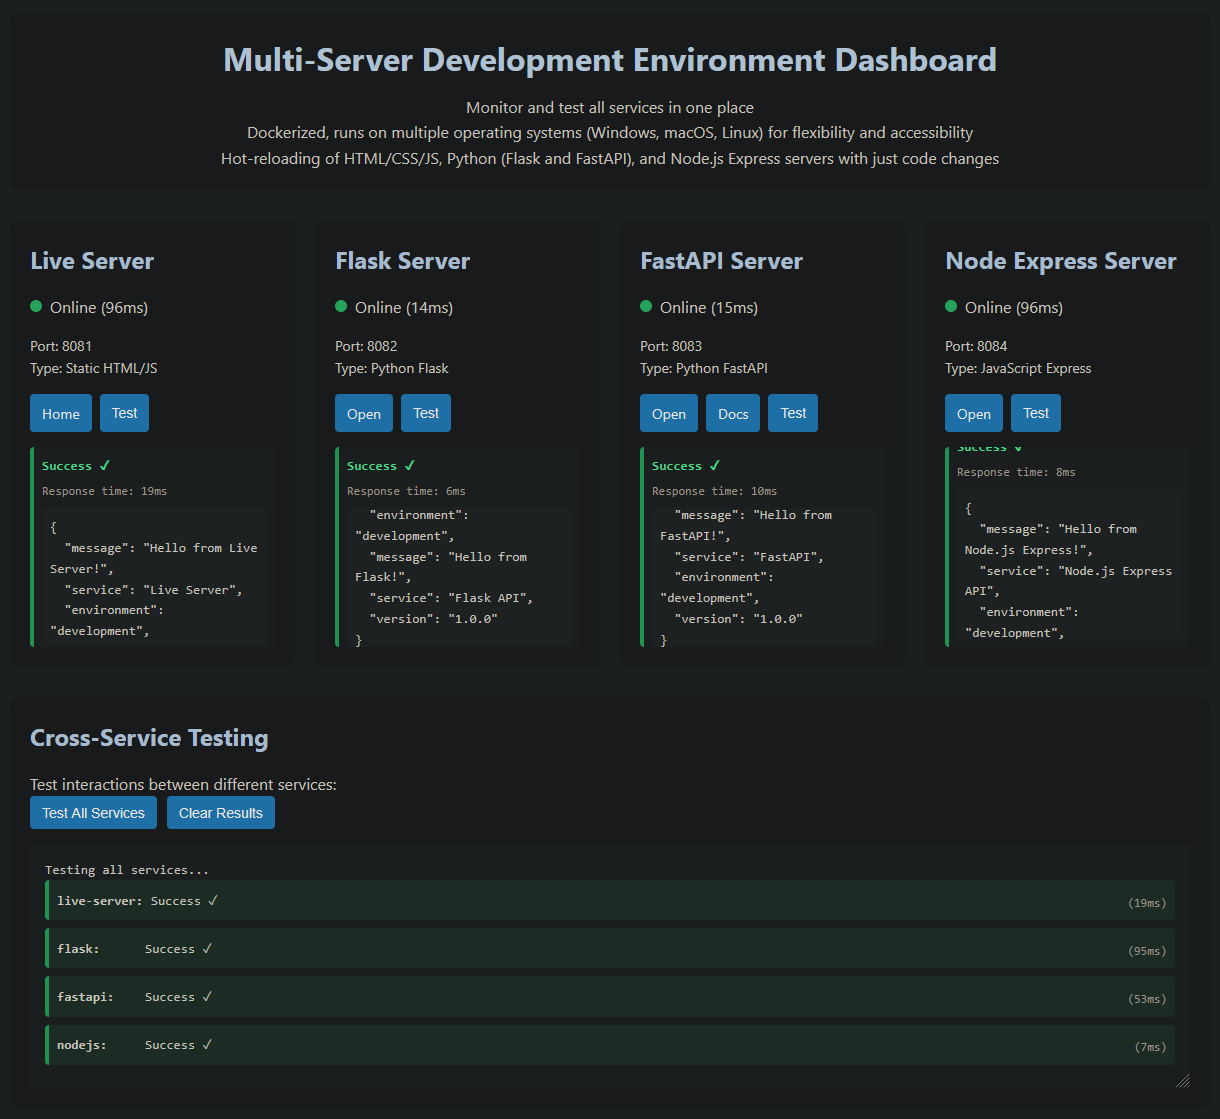 Multi-Server Development Environment Dashboard
Monitor and test all services in one place
Dockerized, runs on multiple operating systems (Windows, macOS, Linux) for flexibility and accessibility
Hot-reloading of HTML/CSS/JS, Python (Flask and FastAPI), and Node.js Express servers with just code changes
Live Server
Online (96ms)
Port: 8081
Type: Static HTML/JS
Home Test
Success ✓
Response time: 19ms
{
"message": "Hello from Live
Server!",
"service": "Live Server",
"environment":
"development",
Flask Server
Online (14ms)
Port: 8082
Type: Python Flask
Open Test
Success ✓
Response time: 6ms
"environment":
"development",
"message": "Hello from
Flask!",
"service": "Flask API",
"version": "1.0.0"
}
FastAPI Server
Online (15ms)
Port: 8083
Type: Python FastAPI
Open Docs Test
Success ✓
Response time: 10ms
"message": "Hello from
FastAPI!",
"service": "FastAPI",
"environment":
"development",
"version": "1.0.0"
}
Node Express Server
Online (96ms)
Port: 8084
Type: JavaScript Express
Open Test
Success ✓
Response time: 8ms
{
"message": "Hello from
Node.js Express!",
"service": "Node.js Express
API",
"environment":
"development",
Cross-Service Testing
Test interactions between different services:
Test All Services Clear Results
Testing all services...
live-server: Success ✓ (19ms)
flask: Success ✓ (95ms)
fastapi: Success ✓ (53ms)
nodejs: Success ✓ (7ms)